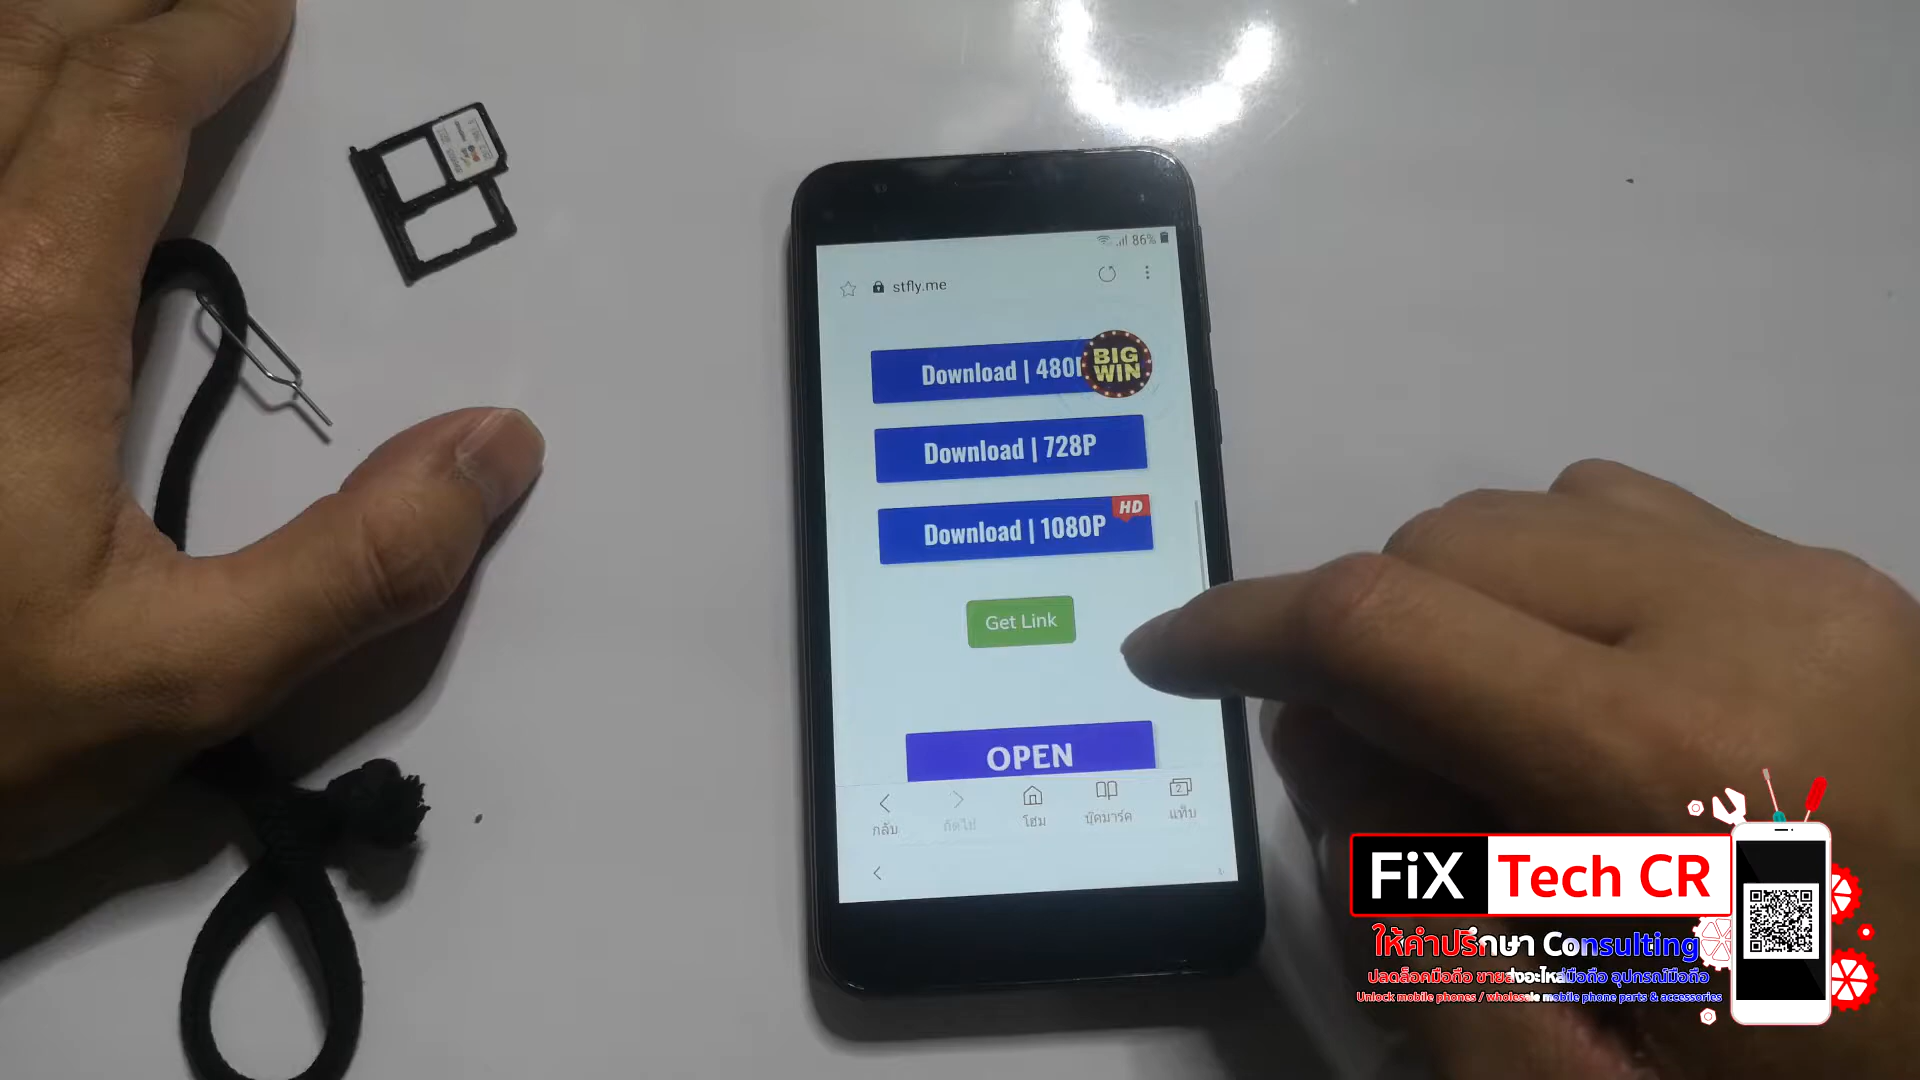 86%
stfly.me
Download | 480P
BIG
WIN
Download | 728P
HD
Download | 1080P
Get Link
OPEN
2
กลับ
ถัดไป
โฮม
บุ๊คมาร์ค
แท็บ
FiX Tech CR
ให้คำปรึกษา Consulting
ปลดล็อคมือถือ ขายส่งอะไหล่มือถือ อุปกรณ์มือถือ
Unlock mobile phones / wholesale mobile phone parts & accessories